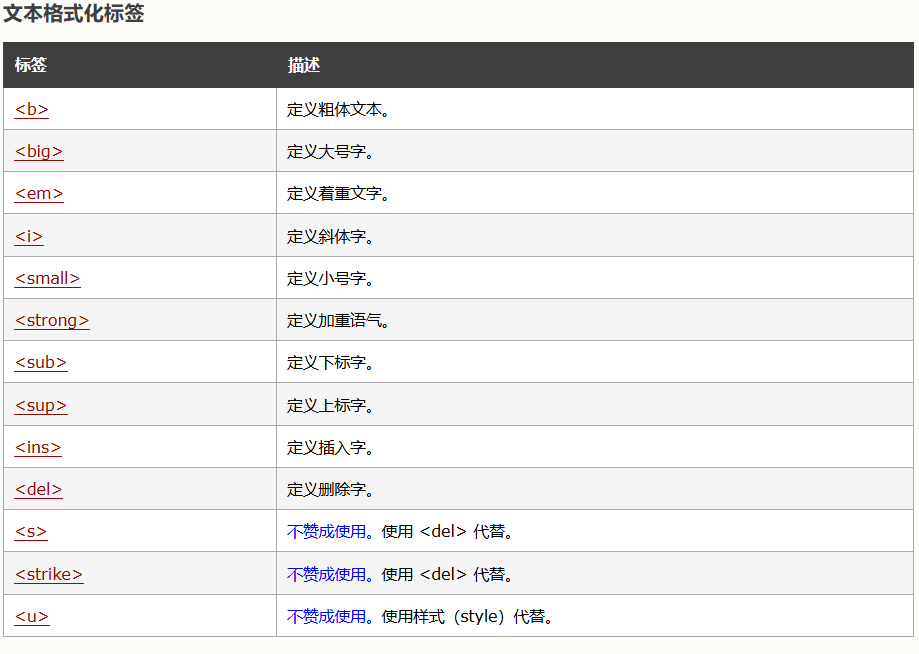 文本格式化标签
标签 描述
<b> 定义粗体文本。
<big> 定义大号字。
<em> 定义着重文字。
<i> 定义斜体字。
<small> 定义小号字。
<strong> 定义加重语气。
<sub> 定义下标字。
<sup> 定义上标字。
<ins> 定义插入字。
<del> 定义删除字。
<s> 不赞成使用。使用 <del> 代替。
<strike> 不赞成使用。使用 <del> 代替。
<u> 不赞成使用。使用样式（style）代替。